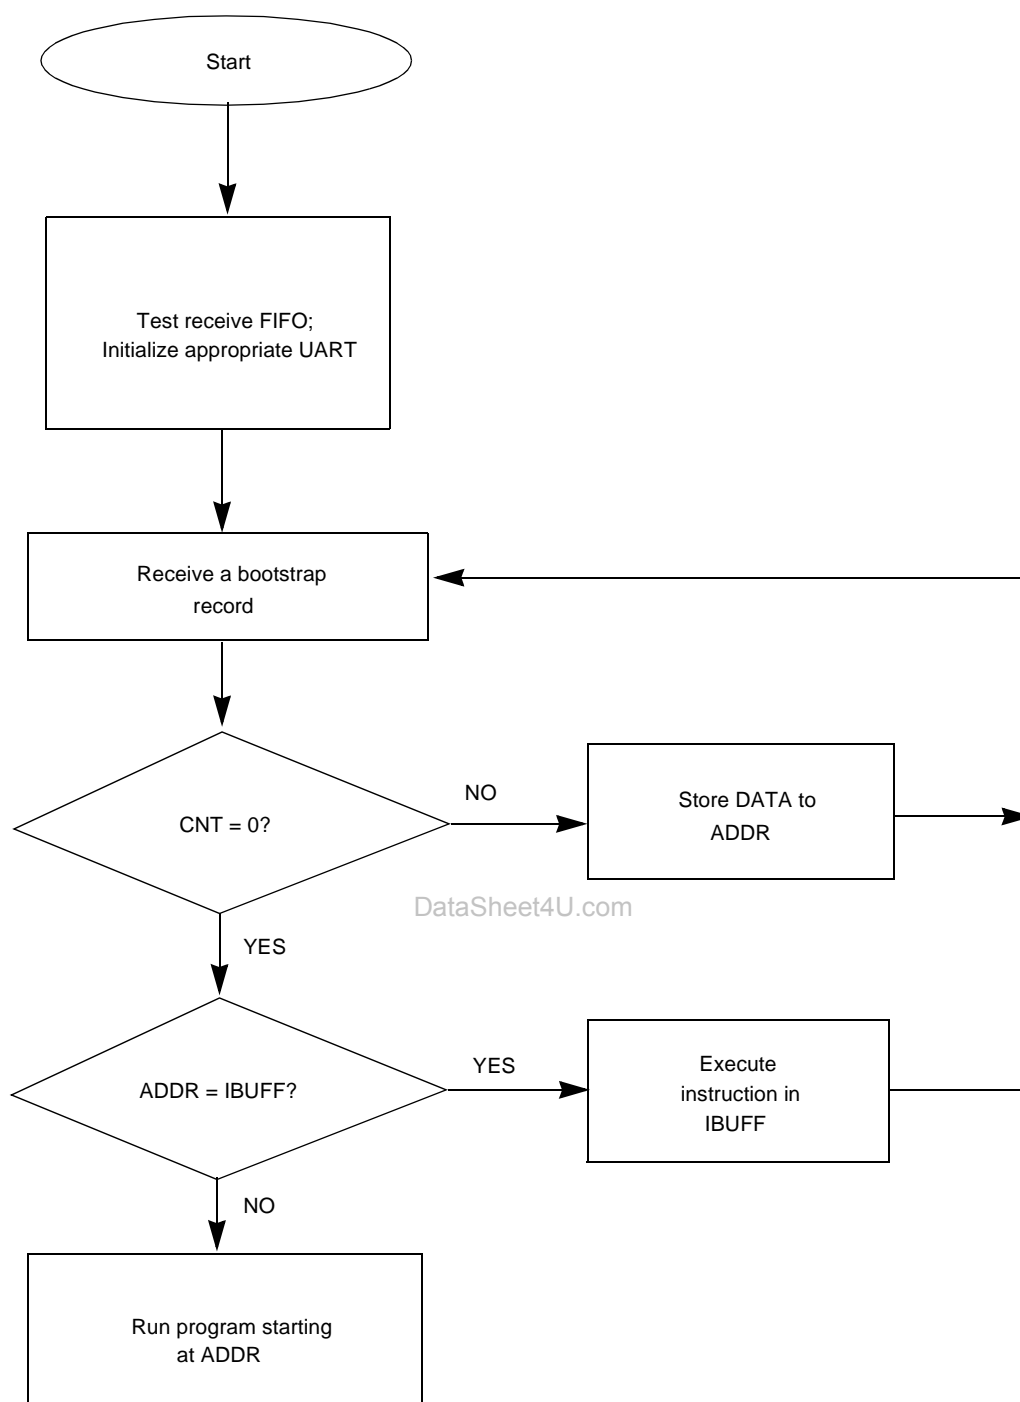 Start
Test receive FIFO;
Initialize appropriate UART
Receive a bootstrap
record
CNT = 0?
NO
Store DATA to
ADDR
DataSheet4U.com
YES
ADDR = IBUFF?
YES
Execute
instruction in
IBUFF
NO
Run program starting
at ADDR